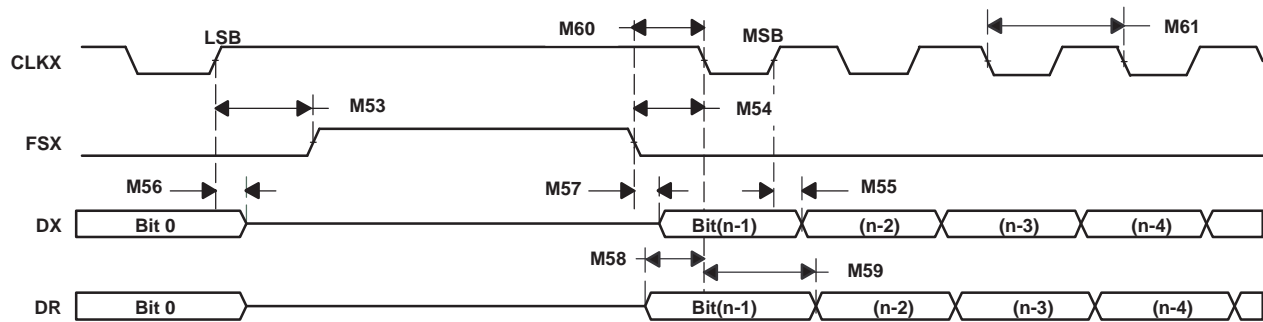 LSB M60 MSB M61
CLKX
M53 M54
FSX
M56 M57 M55
DX Bit 0 Bit(n-1) (n-2) (n-3) (n-4)
M58 M59
DR Bit 0 Bit(n-1) (n-2) (n-3) (n-4)